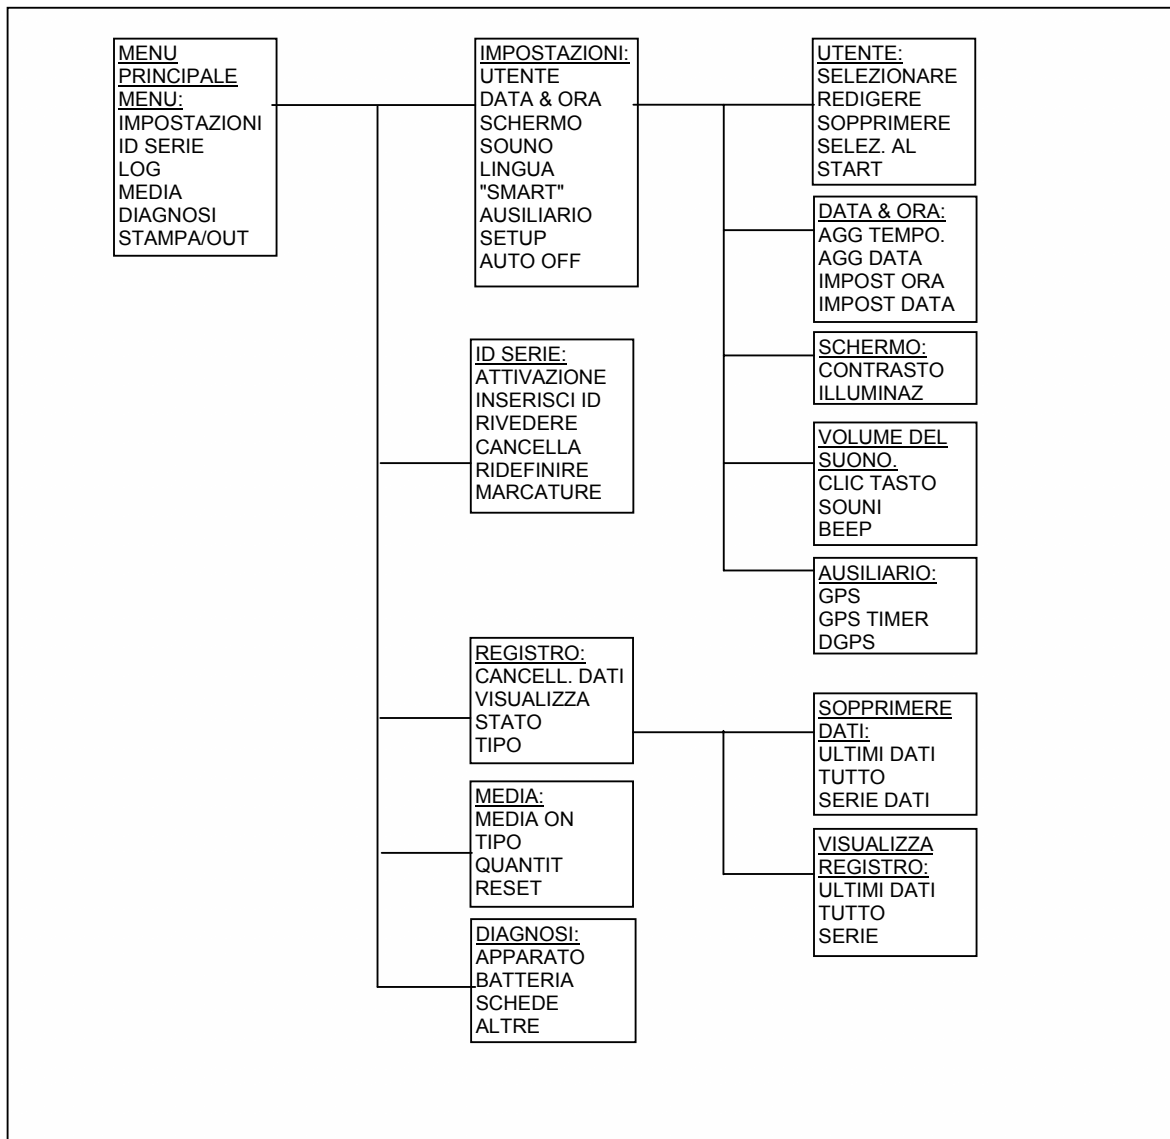 MENU
PRINCIPALE
MENU:
IMPOSTAZIONI
ID SERIE
LOG
MEDIA
DIAGNOSI
STAMPA/OUT
IMPOSTAZIONI:
UTENTE
DATA & ORA
SCHERMO
SOUNO
LINGUA
"SMART"
AUSILIARIO
SETUP
AUTO OFF
ID SERIE:
ATTIVAZIONE
INSERISCI ID
RIVEDERE
CANCELLA
RIDEFINIRE
MARCATURE
REGISTRO:
CANCELL. DATI
VISUALIZZA
STATO
TIPO
MEDIA:
MEDIA ON
TIPO
QUANTIT
RESET
DIAGNOSI:
APPARATO
BATTERIA
SCHEDE
ALTRE
UTENTE:
SELEZIONARE
REDIGERE
SOPPRIMERE
SELEZ. AL
START
DATA & ORA:
AGG TEMPO.
AGG DATA
IMPOST ORA
IMPOST DATA
SCHERMO:
CONTRASTO
ILLUMINAZ
VOLUME DEL
SUONO.
CLIC TASTO
SOUNI
BEEP
AUSILIARIO:
GPS
GPS TIMER
DGPS
SOPPRIMERE
DATI:
ULTIMI DATI
TUTTO
SERIE DATI
VISUALIZZA
REGISTRO:
ULTIMI DATI
TUTTO
SERIE